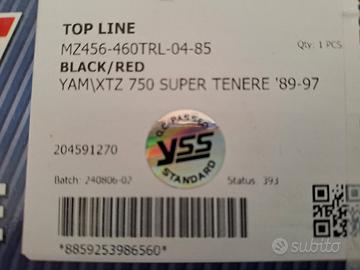 TOP LINE
MZ456-460TRL-04-85
Qty: 1 PCS.
BLACK/RED
YAM\XTZ 750 SUPER TENERE '89-97
Q.C. PASSED
YSS
STANDARD
204591270
Batch: 240806-02
Status: 393
*8859253986560*
subito